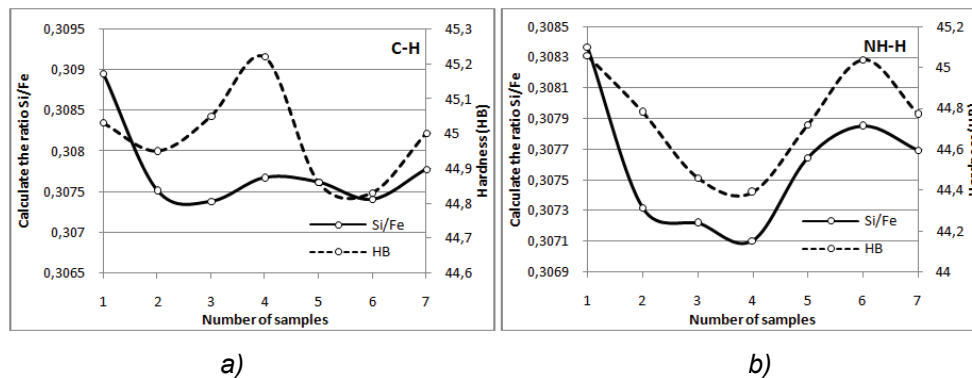 C-H
Calculate the ratio Si/Fe
0,3095
0,309
0,3085
0,308
0,3075
0,307
0,3065
45,3
45,2
45,1
45
44,9
44,8
44,7
44,6
Hardness (HB)
Si/Fe
HB
1 2 3 4 5 6 7
Number of samples
a)
NH-H
Calculate the ratio Si/Fe
0,3085
0,3083
0,3081
0,3079
0,3077
0,3075
0,3073
0,3071
0,3069
45,2
45
44,8
44,6
44,4
44,2
44
Si/Fe
HB
1 2 3 4 5 6 7
Number of samples
b)